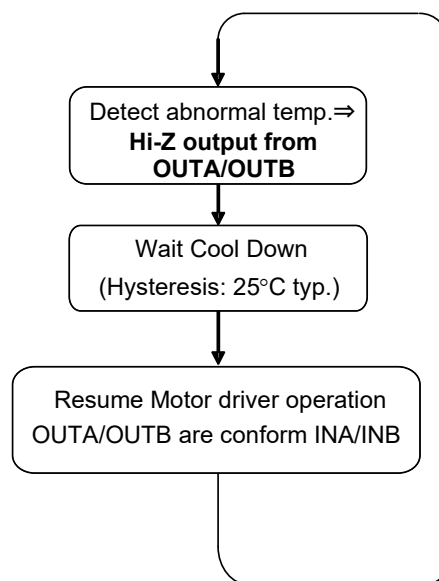 Detect abnormal temp.⇒
Hi-Z output from
OUTA/OUTB
Wait Cool Down
(Hysteresis: 25°C typ.)
Resume Motor driver operation
OUTA/OUTB are conform INA/INB